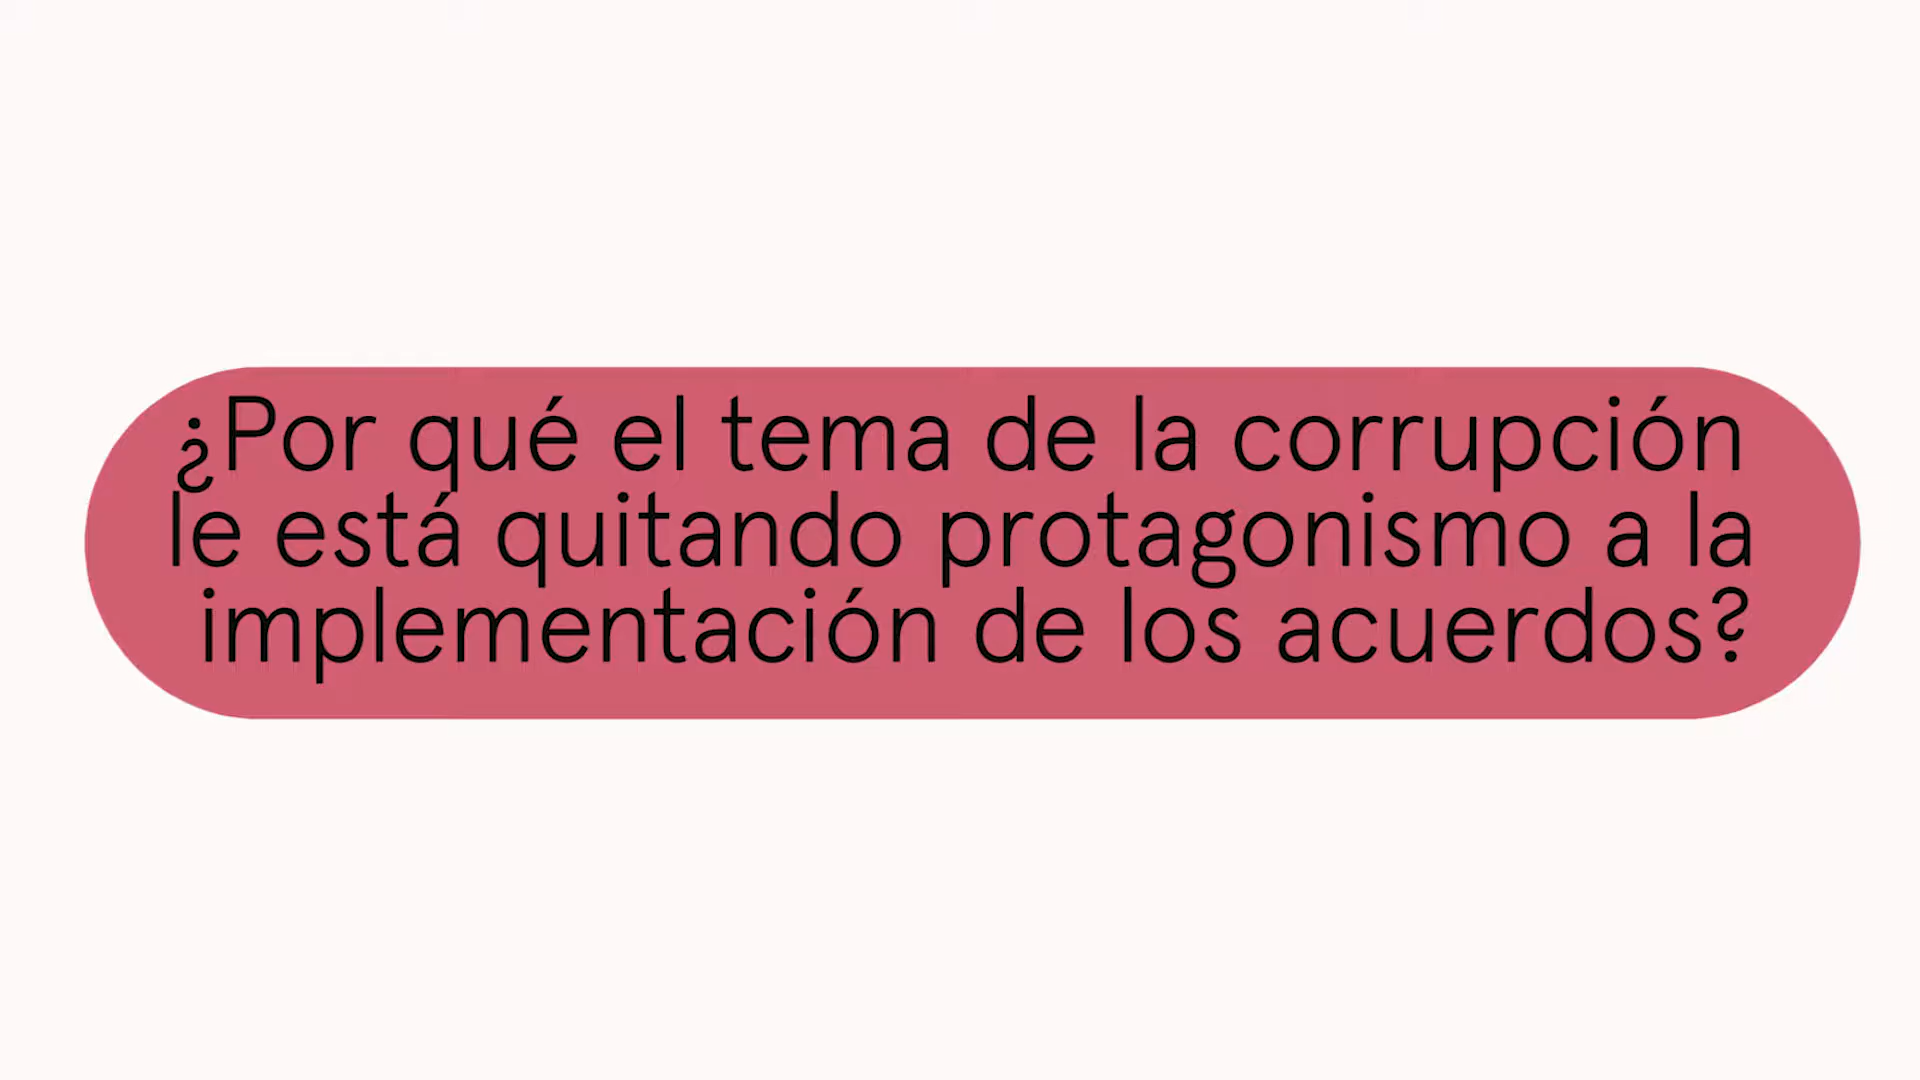 ¿Por qué el tema de la corrupción
le está quitando protagonismo a la
implementación de los acuerdos?